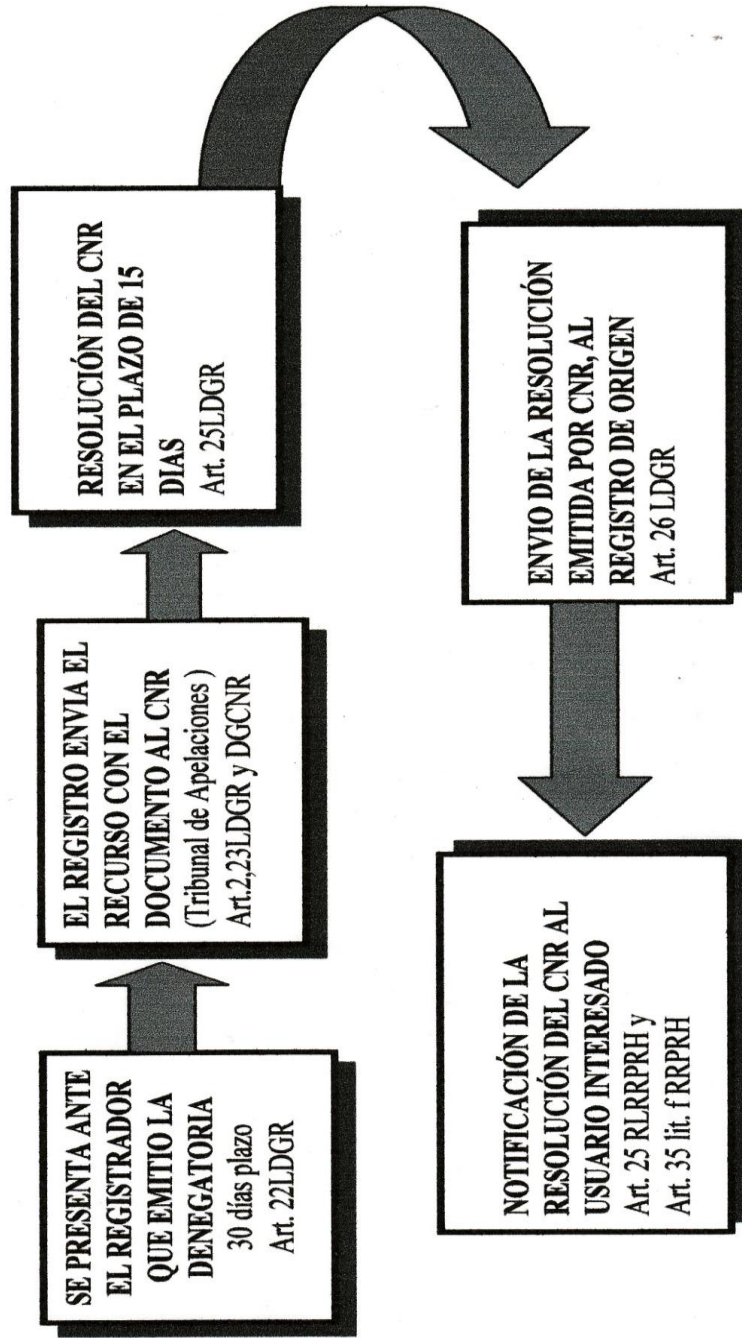 SE PRESENTA ANTE
EL REGISTRADOR
QUE EMITIO LA
DENEGATORIA
30 días plazo
Art. 22LDGR
EL REGISTRO ENVIA EL
RECURSO CON EL
DOCUMENTO AL CNR
(Tribunal de Apelaciones )
Art.2,23LDGR y DGCNR
RESOLUCIÓN DEL CNR
EN EL PLAZO DE 15
DIAS
Art. 25LDGR
ENVIO DE LA RESOLUCIÓN
EMITIDA POR CNR, AL
REGISTRO DE ORIGEN
Art. 26 LDGR
NOTIFICACIÓN DE LA
RESOLUCIÓN DEL CNR AL
USUARIO INTERESADO
Art. 25 RLRRPRH y
Art. 35 lit. f RRPRH